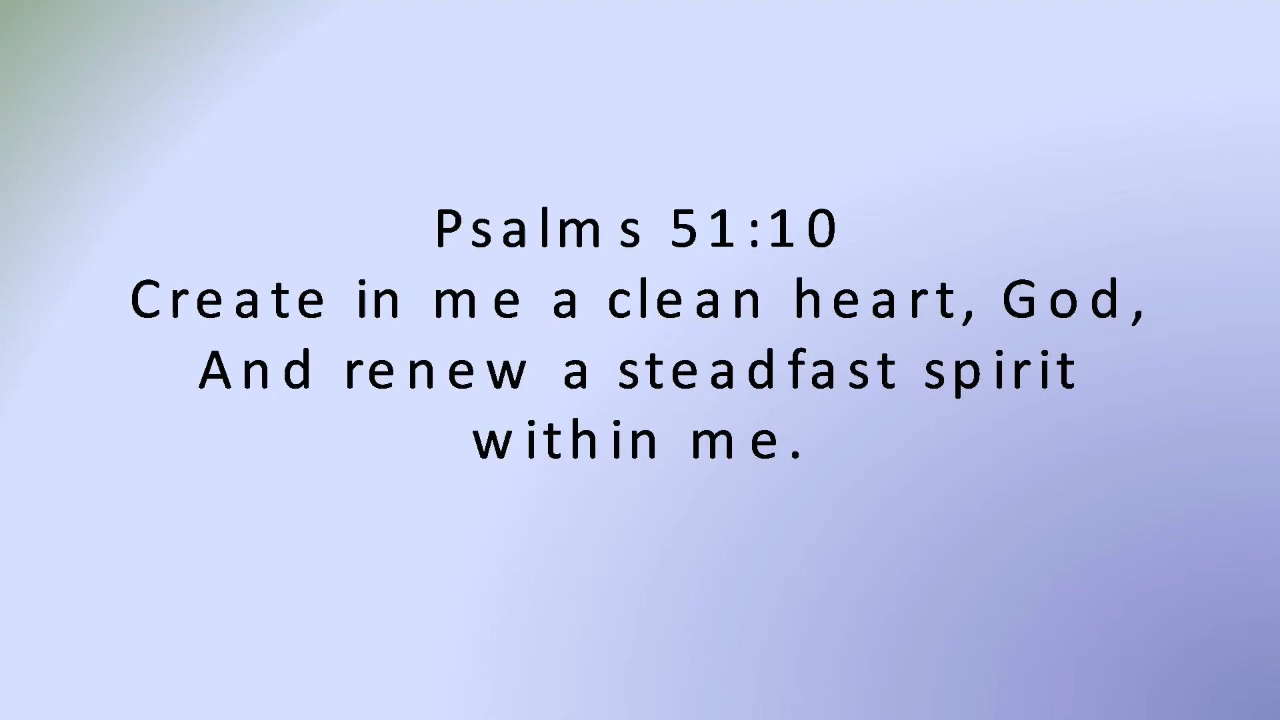 Psalms 51:10
Create in me a clean heart, God,
And renew a steadfast spirit
within me.